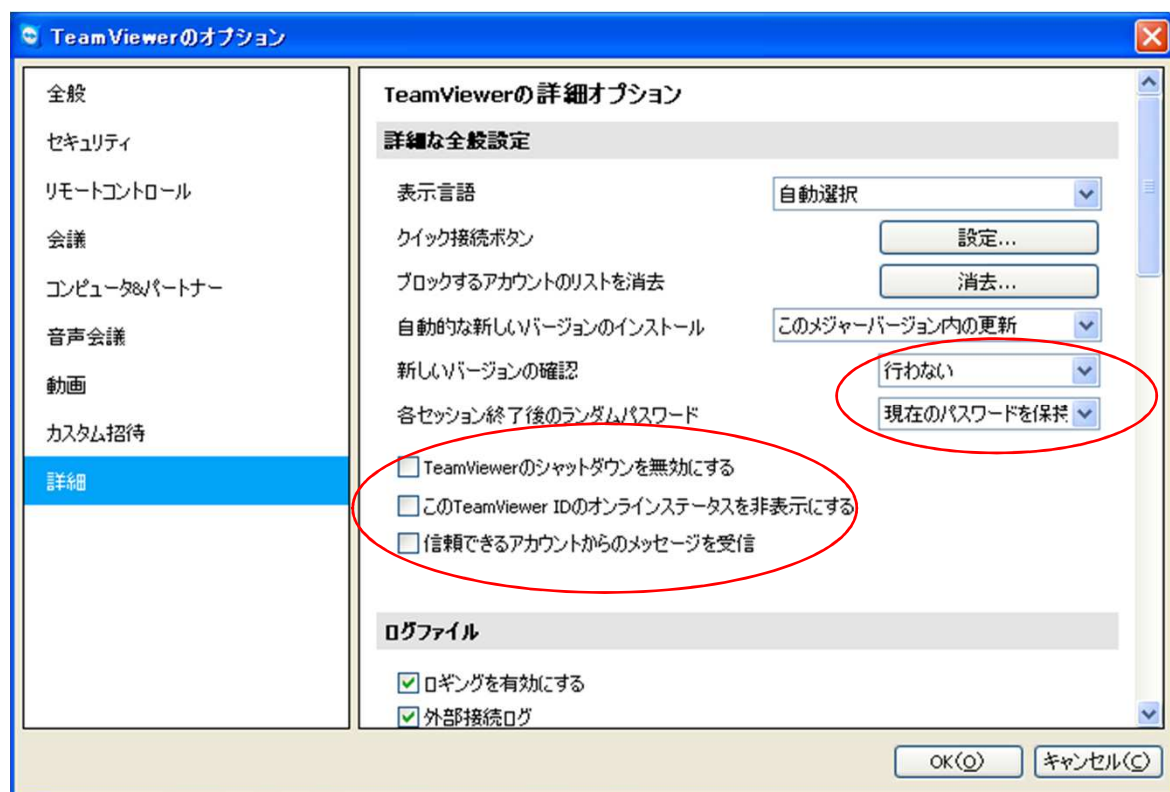 TeamViewerのオプション
全般
セキュリティ
リモートコントロール
会議
コンピュータ&パートナー
音声会議
動画
カスタム招待
詳細
TeamViewerの詳細オプション
詳細な全般設定
表示言語 自動選択
クイック接続ボタン 設定...
ブロックするアカウントのリストを消去 消去...
自動的な新しいバージョンのインストール このメジャーバージョン内の更新
新しいバージョンの確認 行わない
各セッション終了後のランダムパスワード 現在のパスワードを保持
TeamViewerのシャットダウンを無効にする
このTeamViewer IDのオンラインステータスを非表示にする
信頼できるアカウントからのメッセージを受信
ログファイル
ロギングを有効にする
外部接続ログ
OK(O) キャンセル(C)